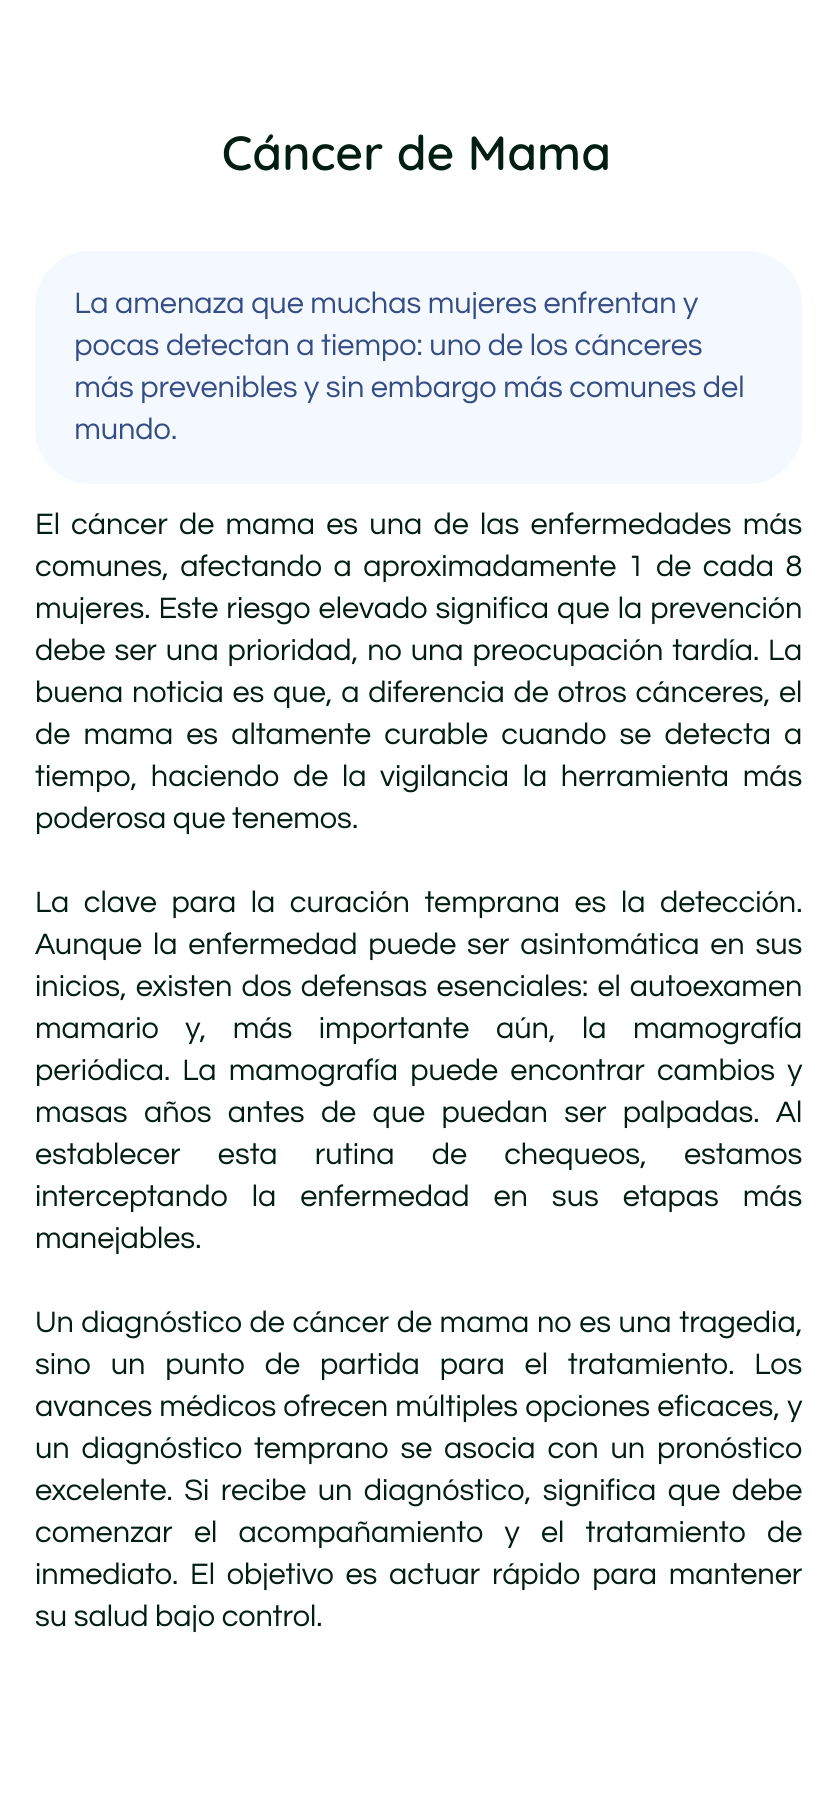 Cáncer de Mama
La amenaza que muchas mujeres enfrentan y
pocas detectan a tiempo: uno de los cánceres
más prevenibles y sin embargo más comunes del
mundo.
El cáncer de mama es una de las enfermedades más
comunes, afectando a aproximadamente 1 de cada 8
mujeres. Este riesgo elevado significa que la prevención
debe ser una prioridad, no una preocupación tardía. La
buena noticia es que, a diferencia de otros cánceres, el
de mama es altamente curable cuando se detecta a
tiempo, haciendo de la vigilancia la herramienta más
poderosa que tenemos.
La clave para la curación temprana es la detección.
Aunque la enfermedad puede ser asintomática en sus
inicios, existen dos defensas esenciales: el autoexamen
mamario y, más importante aún, la mamografía
periódica. La mamografía puede encontrar cambios y
masas años antes de que puedan ser palpadas. Al
establecer esta rutina de chequeos, estamos
interceptando la enfermedad en sus etapas más
manejables.
Un diagnóstico de cáncer de mama no es una tragedia,
sino un punto de partida para el tratamiento. Los
avances médicos ofrecen múltiples opciones eficaces, y
un diagnóstico temprano se asocia con un pronóstico
excelente. Si recibe un diagnóstico, significa que debe
comenzar el acompañamiento y el tratamiento de
inmediato. El objetivo es actuar rápido para mantener
su salud bajo control.